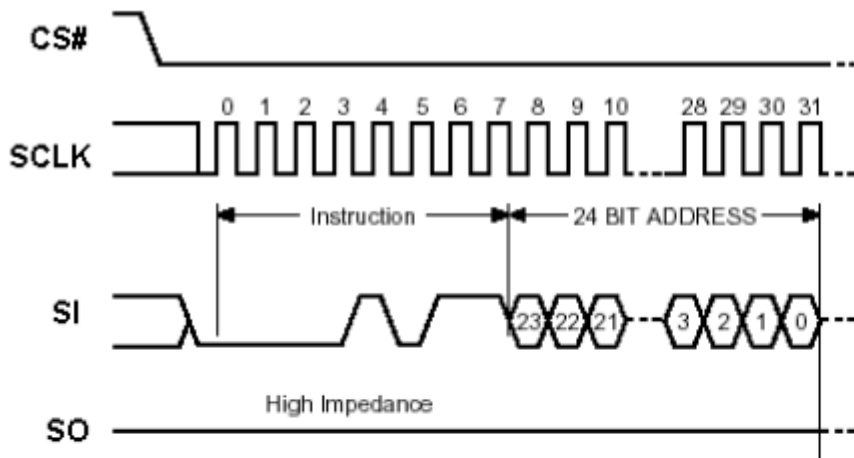 CS#
0 1 2 3 4 5 6 7 8 9 10 28 29 30 31
SCLK
Instruction 24 BIT ADDRESS
SI
23 22 21 3 2 1 0
High Impedance
SO